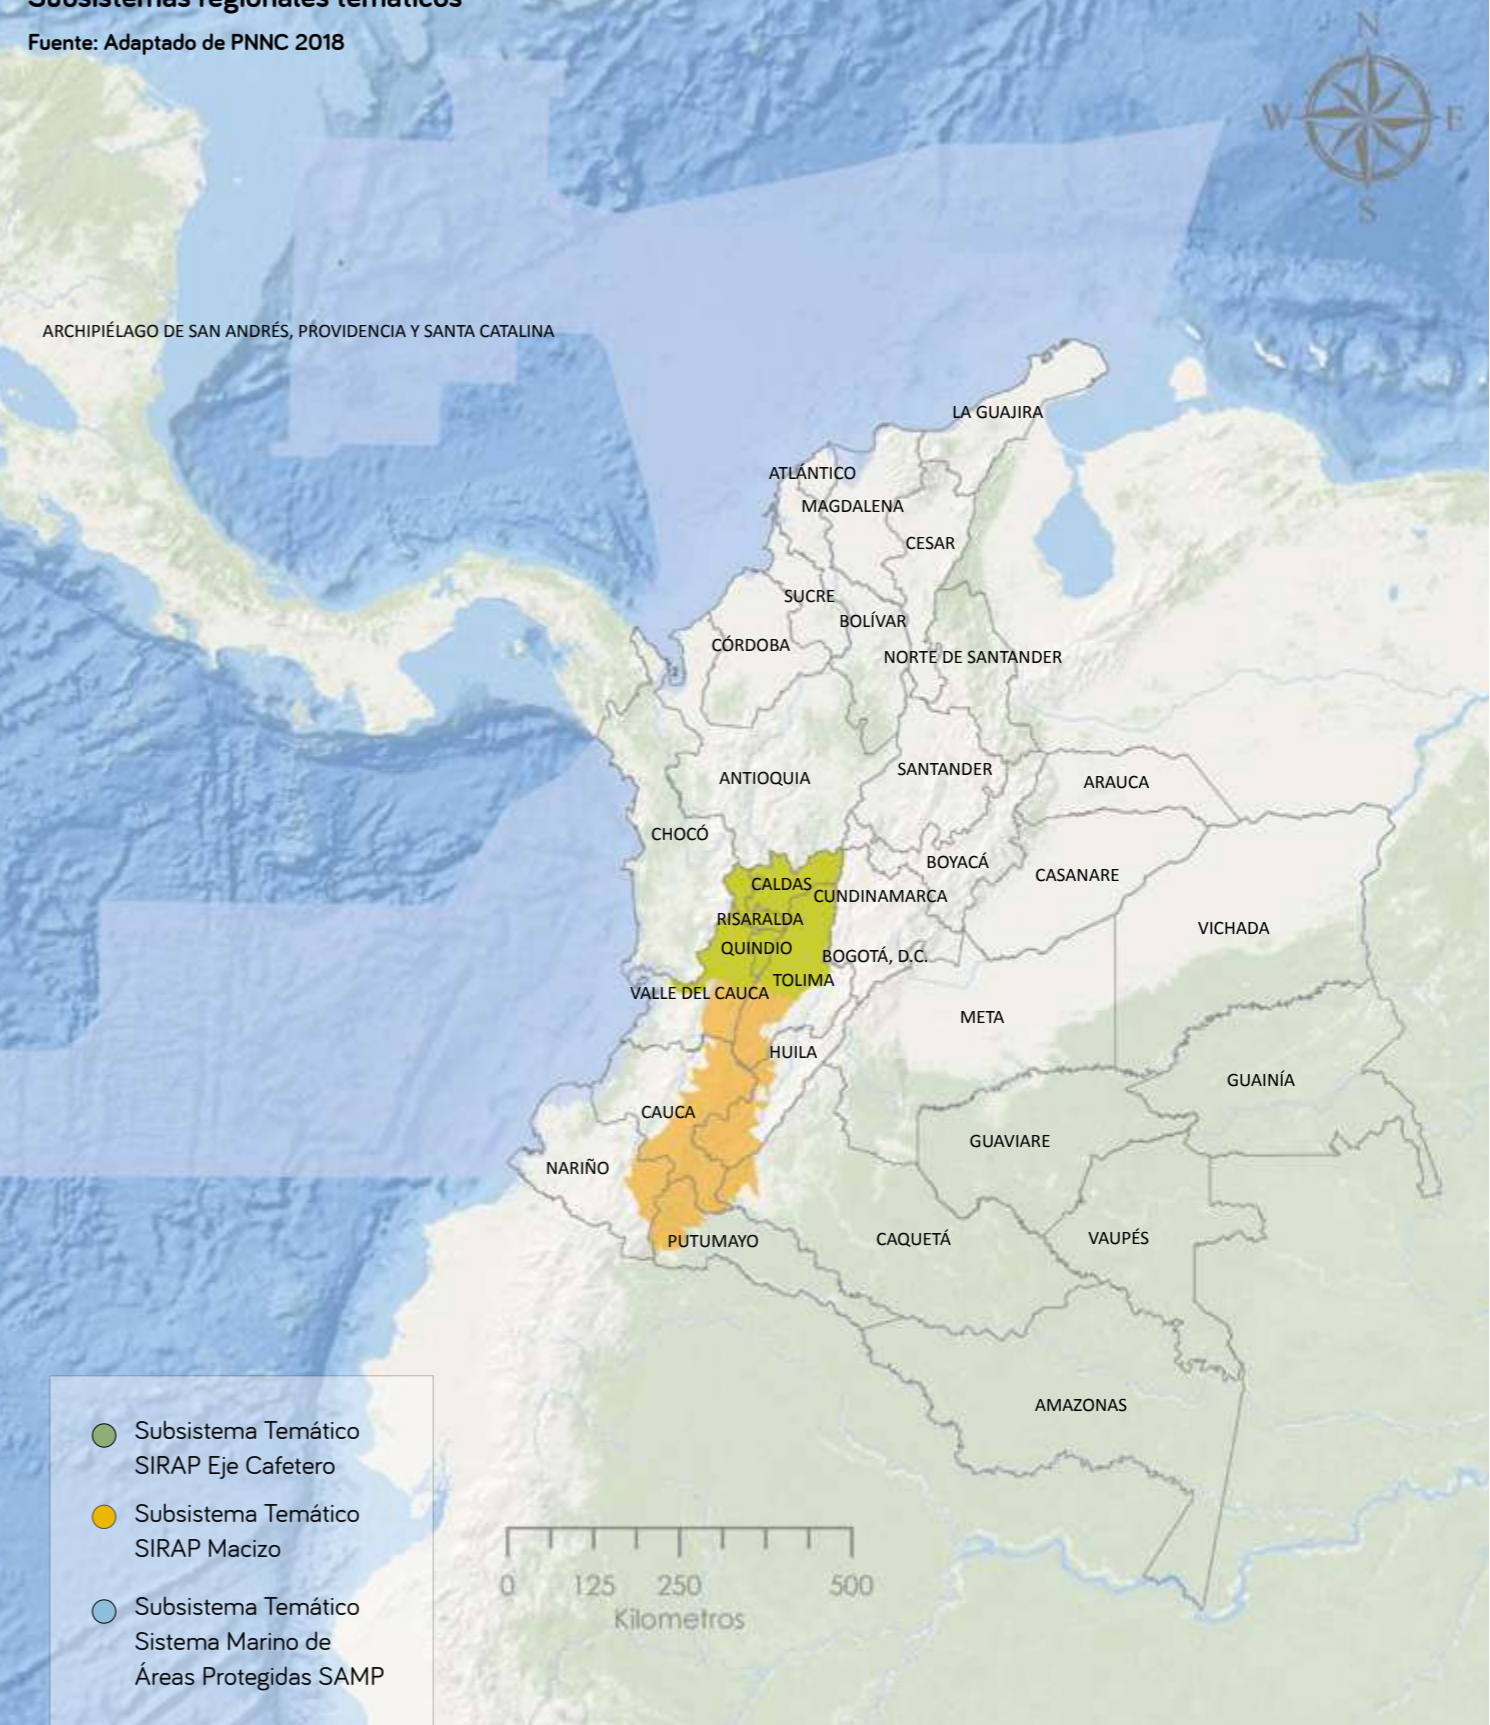 Subsistemas regionales temáticos
Fuente: Adaptado de PNNC 2018
N
W
E
S
ARCHIPIÉLAGO DE SAN ANDRÉS, PROVIDENCIA Y SANTA CATALINA
LA GUAJIRA
ATLÁNTICO
MAGDALENA
CESAR
SUCRE
BOLÍVAR
CÓRDOBA
NORTE DE SANTANDER
ANTIOQUIA
SANTANDER
ARAUCA
CHOCÓ
BOYACÁ
CASANARE
CALDAS
CUNDINAMARCA
RISARALDA
VICHADA
QUINDIO
BOGOTÁ, D.C.
TOLIMA
VALLE DEL CAUCA
META
HUILA
GUAINÍA
CAUCA
GUAVIARE
NARIÑO
PUTUMAYO
CAQUETÁ
VAUPÉS
AMAZONAS
Subsistema Temático
SIRAP Eje Cafetero
Subsistema Temático
SIRAP Macizo
Subsistema Temático
Sistema Marino de
Áreas Protegidas SAMP
0 125 250 500
Kilometros